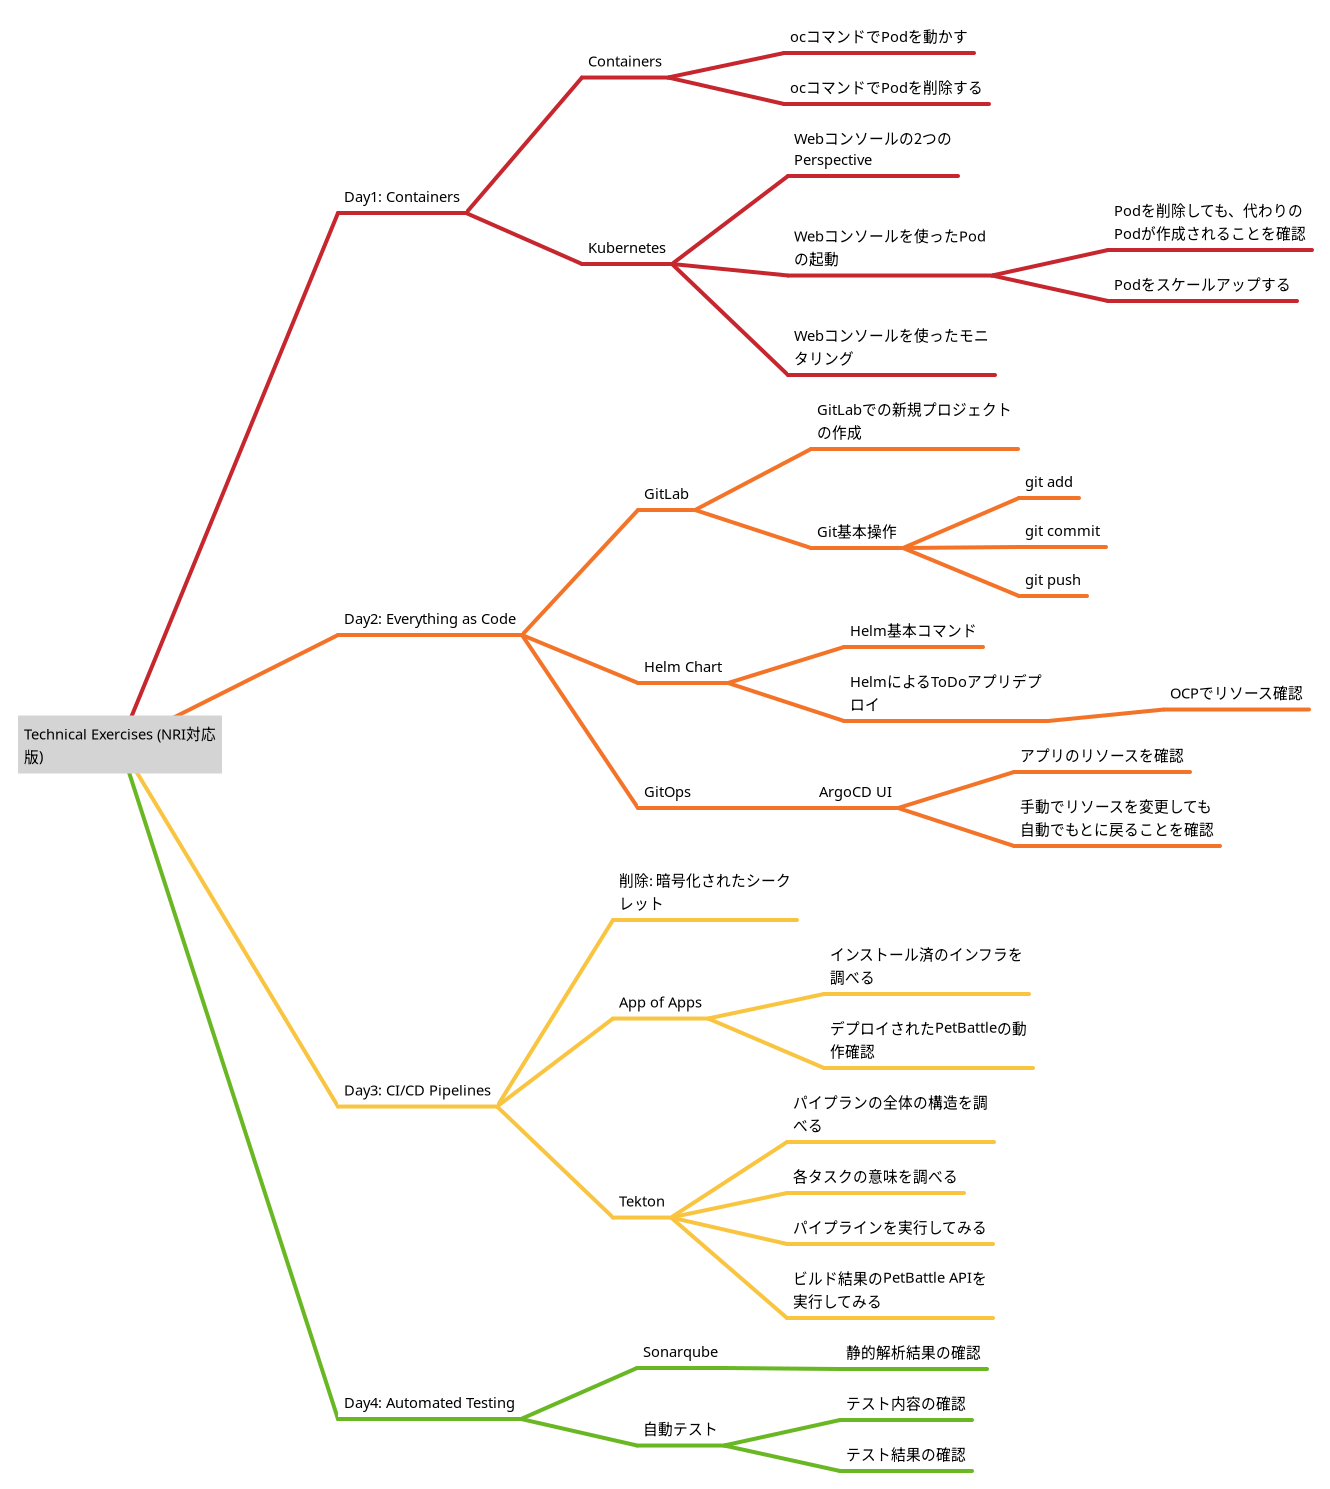 ocコマンドでPodを動かす
Containers
ocコマンドでPodを削除する
Webコンソールの2つの
Perspective
Day1: Containers
Podを削除しても、代わりの
Podが作成されることを確認
Kubernetes
Webコンソールを使ったPod
の起動
Podをスケールアップする
Webコンソールを使ったモニ
タリング
GitLabでの新規プロジェクト
の作成
GitLab
git add
Git基本操作
git commit
git push
Day2: Everything as Code
Helm基本コマンド
Helm Chart
HelmによるToDoアプリデプ
ロイ
OCPでリソース確認
Technical Exercises (NRI対応
版)
アプリのリソースを確認
GitOps
ArgoCD UI
手動でリソースを変更しても
自動でもとに戻ることを確認
削除: 暗号化されたシーク
レット
インストール済のインフラを
調べる
App of Apps
デプロイされたPetBattleの動
作確認
Day3: CI/CD Pipelines
パイプランの全体の構造を調
べる
各タスクの意味を調べる
Tekton
パイプラインを実行してみる
ビルド結果のPetBattle APIを
実行してみる
Sonarqube
静的解析結果の確認
Day4: Automated Testing
テスト内容の確認
自動テスト
テスト結果の確認